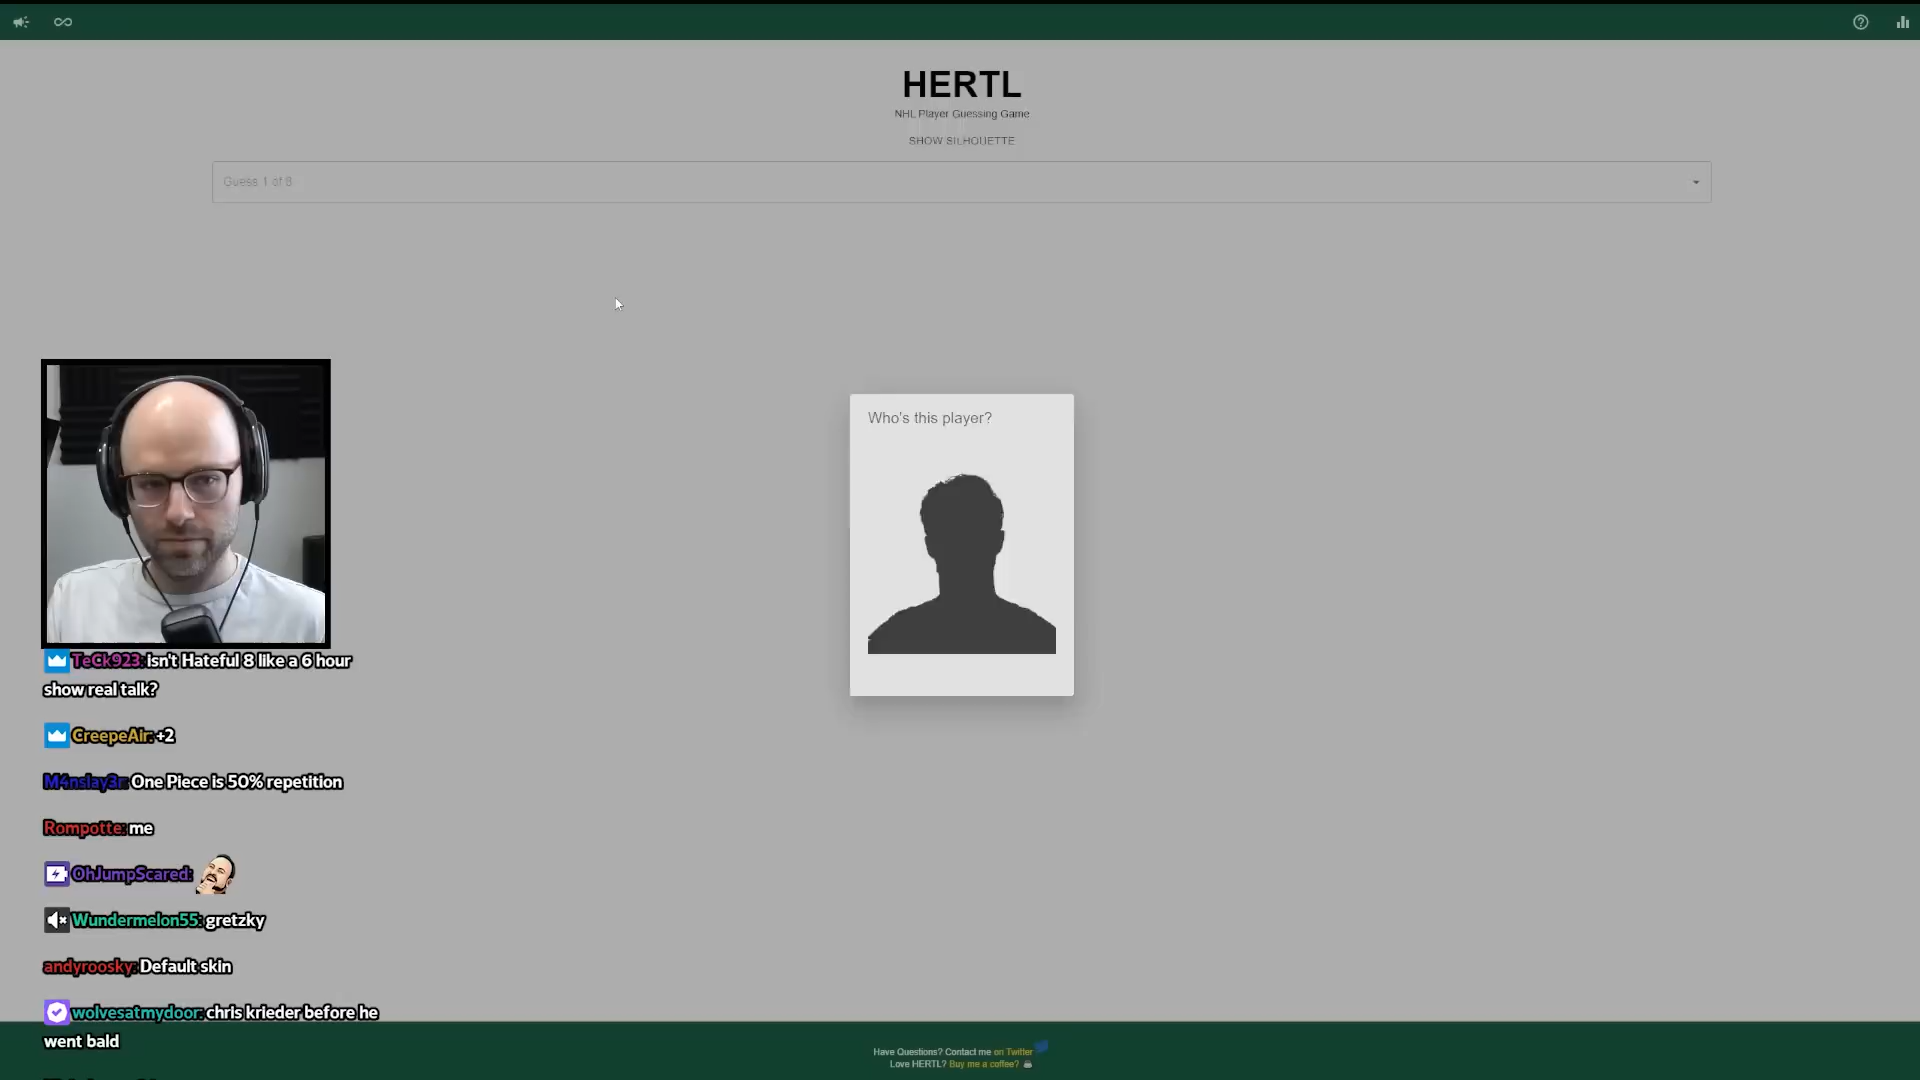 HERTL
NHL Player Guessing Game
SHOW SILHOUETTE
Guess 1 of 8
Who's this player?
TeCk923: isn't Hateful 8 like a 6 hour
show real talk?
CreepeAir: +2
M4nslay3r: One Piece is 50% repetition
Rompotte: me
OhJumpScared:
Wundermelon55: gretzky
andyroosky: Default skin
wolvesatmydoor: chris krieder before he
went bald
Have Questions? Contact me on Twitter
Love HERTL? Buy me a coffee?